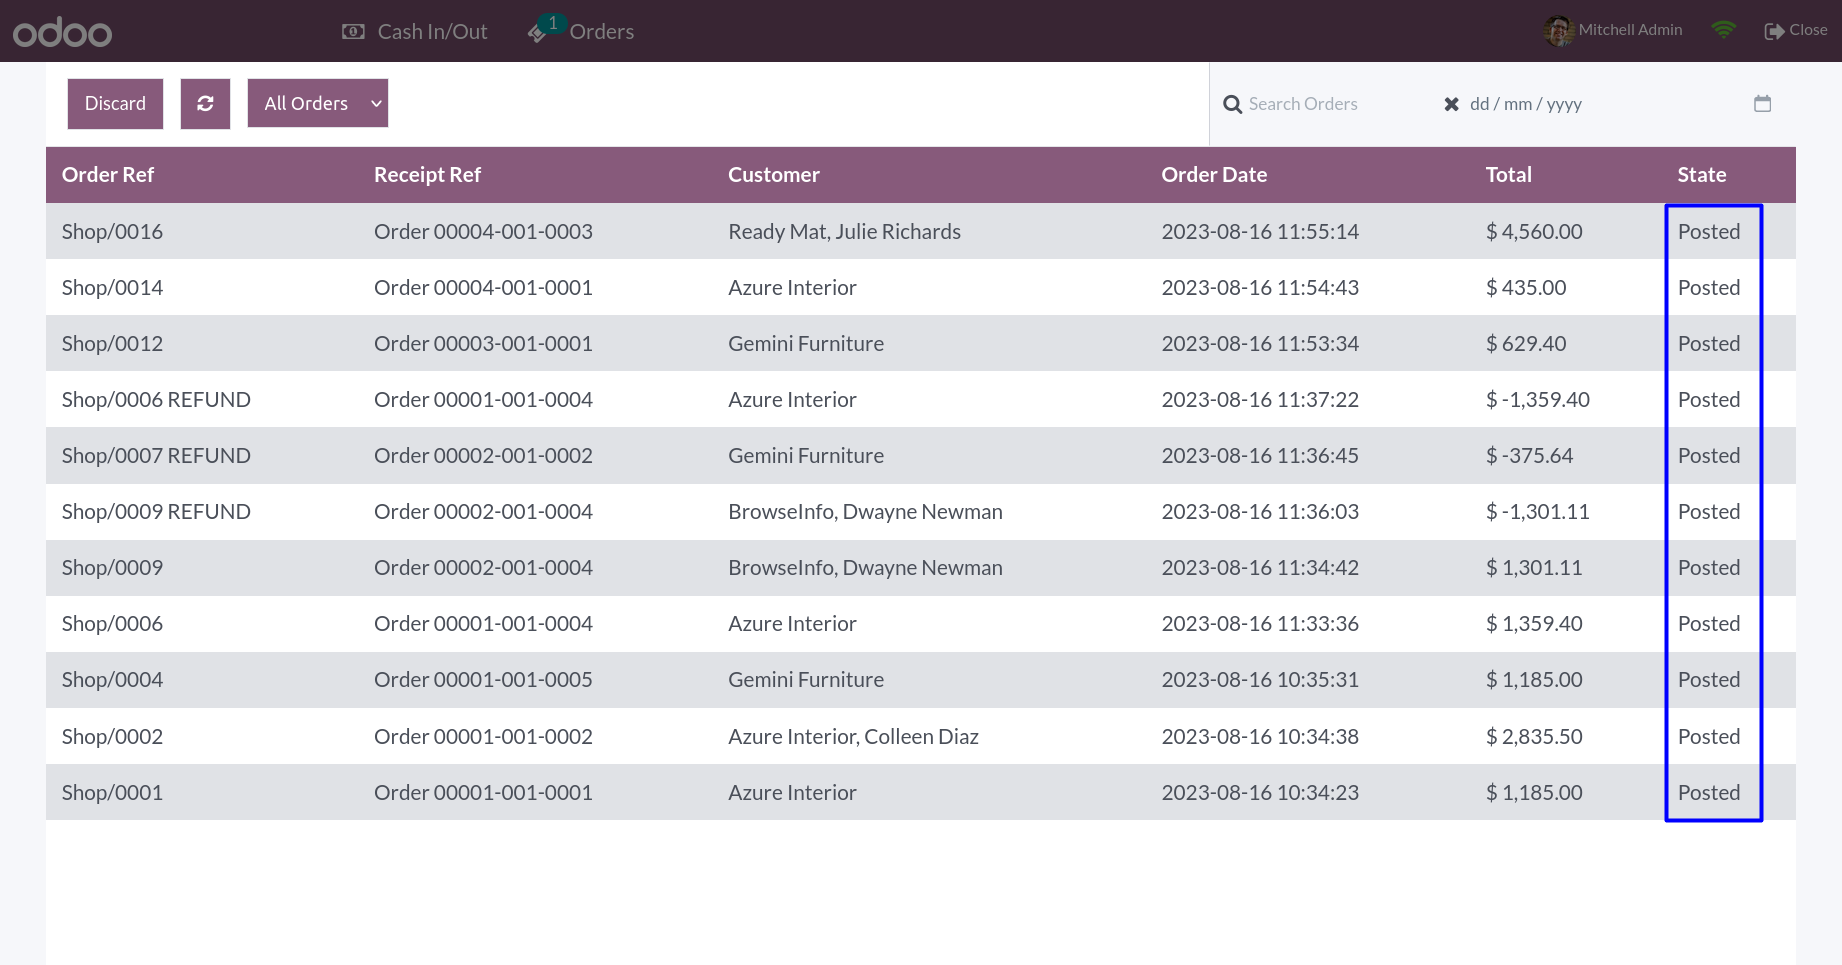 odoo Cash In/Out 1 Orders Mitchell Admin Close
Discard All Orders Search Orders dd / mm / yyyy
Order Ref Receipt Ref Customer Order Date Total State
Shop/0016 Order 00004-001-0003 Ready Mat, Julie Richards 2023-08-16 11:55:14 $ 4,560.00 Posted
Shop/0014 Order 00004-001-0001 Azure Interior 2023-08-16 11:54:43 $ 435.00 Posted
Shop/0012 Order 00003-001-0001 Gemini Furniture 2023-08-16 11:53:34 $ 629.40 Posted
Shop/0006 REFUND Order 00001-001-0004 Azure Interior 2023-08-16 11:37:22 $ -1,359.40 Posted
Shop/0007 REFUND Order 00002-001-0002 Gemini Furniture 2023-08-16 11:36:45 $ -375.64 Posted
Shop/0009 REFUND Order 00002-001-0004 BrowseInfo, Dwayne Newman 2023-08-16 11:36:03 $ -1,301.11 Posted
Shop/0009 Order 00002-001-0004 BrowseInfo, Dwayne Newman 2023-08-16 11:34:42 $ 1,301.11 Posted
Shop/0006 Order 00001-001-0004 Azure Interior 2023-08-16 11:33:36 $ 1,359.40 Posted
Shop/0004 Order 00001-001-0005 Gemini Furniture 2023-08-16 10:35:31 $ 1,185.00 Posted
Shop/0002 Order 00001-001-0002 Azure Interior, Colleen Diaz 2023-08-16 10:34:38 $ 2,835.50 Posted
Shop/0001 Order 00001-001-0001 Azure Interior 2023-08-16 10:34:23 $ 1,185.00 Posted